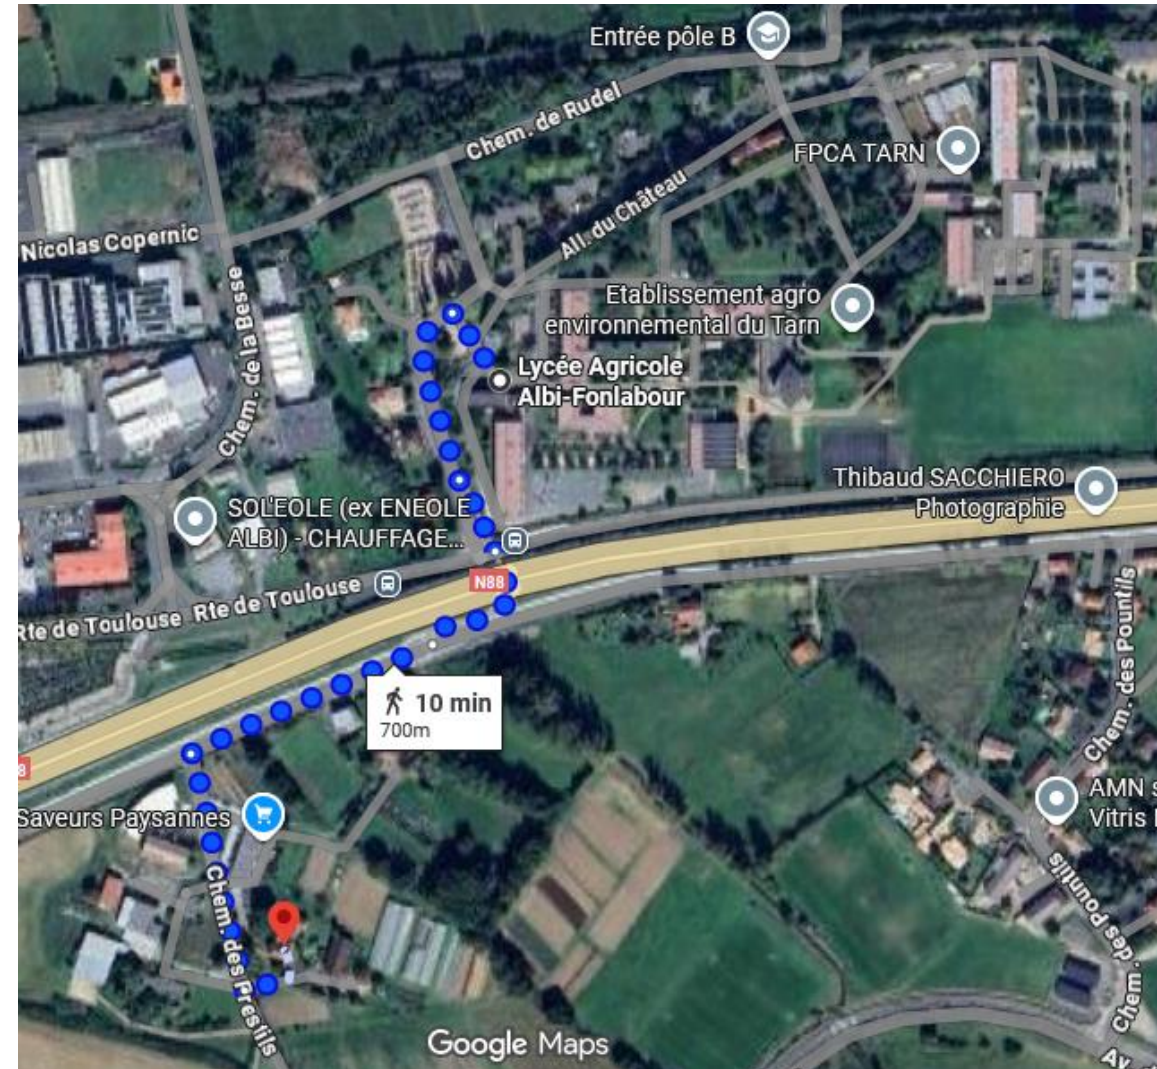 Entrée pôle B
Chem. de Rudel
FPCA TARN
All. du Château
Nicolas Copernic
Chem. de la Besse
Etablissement agro
environnemental du Tarn
Lycée Agricole
Albi-Fonlabour
Thibaud SACCHIERO
Photographie
SOL'EOLE (ex ENEOLE
ALBI) - CHAUFFAGE...
N88
Rte de Toulouse
Rte de Toulouse
Chem. des Pountils
10 min
700m
8
AMN s
Vitris
Saveurs Paysannes
Chem. des Pountils
Chem. des Prestils
Google Maps
Av.